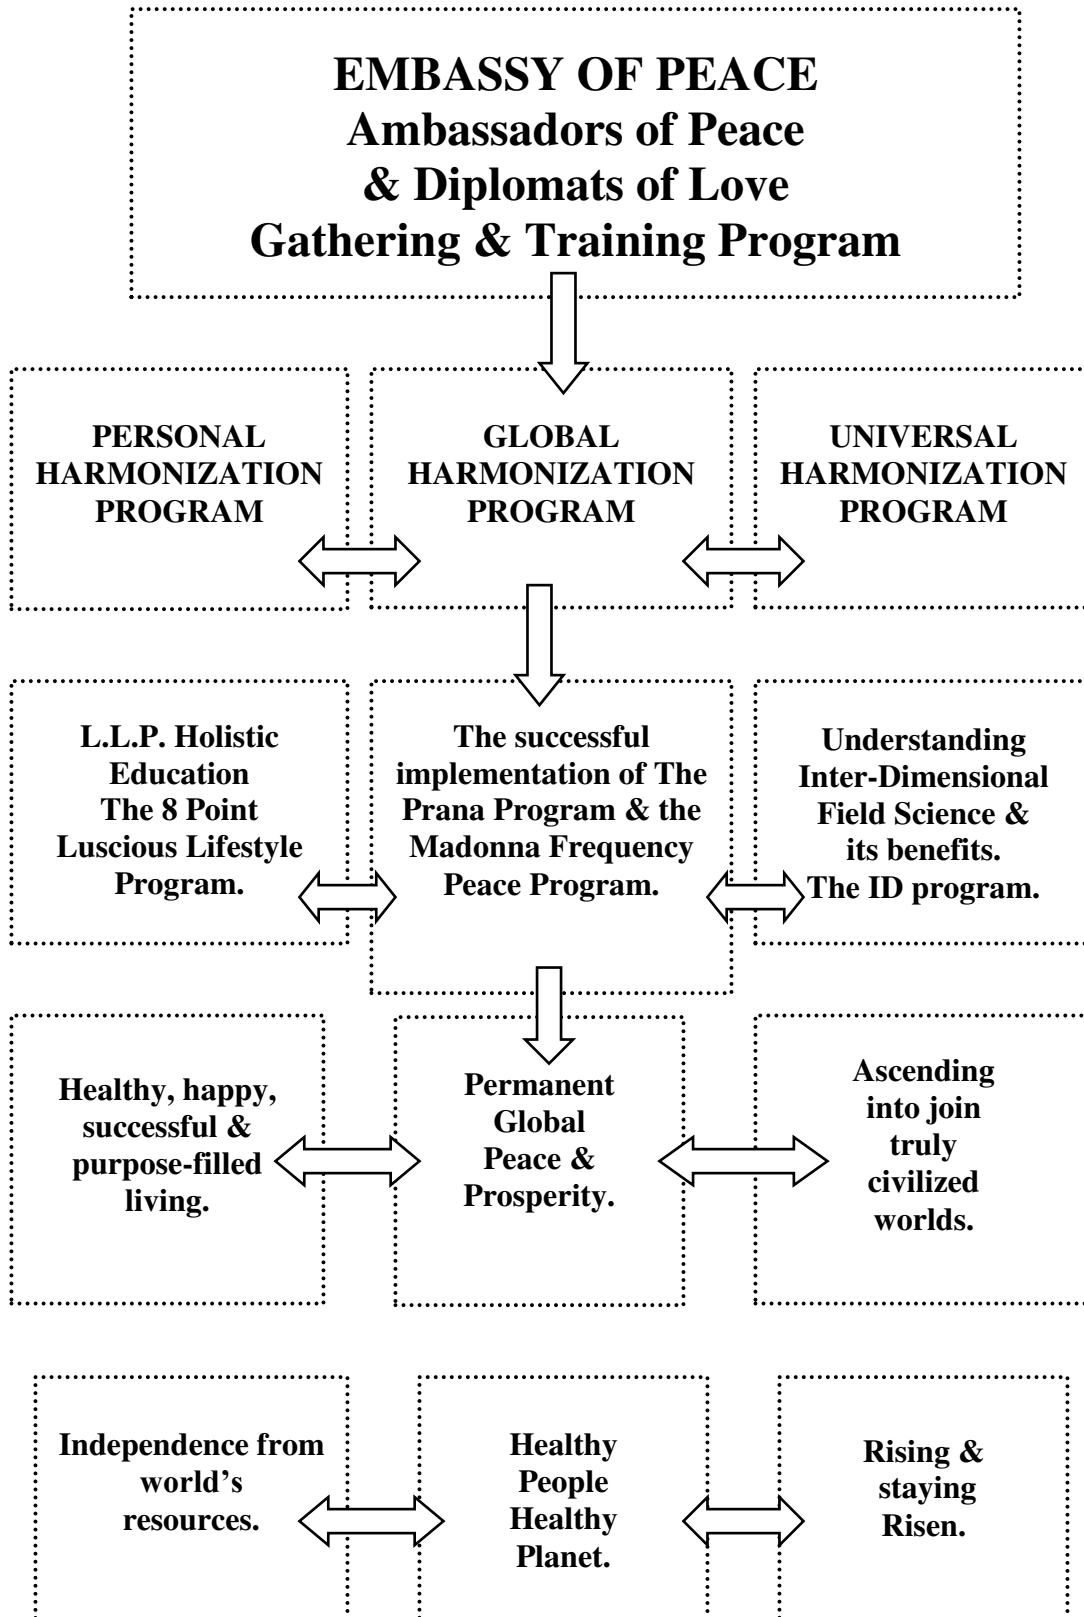 EMBASSY OF PEACE
Ambassadors of Peace
& Diplomats of Love
Gathering & Training Program
PERSONAL
HARMONIZATION
PROGRAM
GLOBAL
HARMONIZATION
PROGRAM
UNIVERSAL
HARMONIZATION
PROGRAM
L.L.P. Holistic
Education
The 8 Point
Luscious Lifestyle
Program.
The successful
implementation of The
Prana Program & the
Madonna Frequency
Peace Program.
Understanding
Inter-Dimensional
Field Science &
its benefits.
The ID program.
Healthy, happy,
successful &
purpose-filled
living.
Permanent
Global
Peace &
Prosperity.
Ascending
into join
truly
civilized
worlds.
Independence from
world’s
resources.
Healthy
People
Healthy
Planet.
Rising &
staying
Risen.